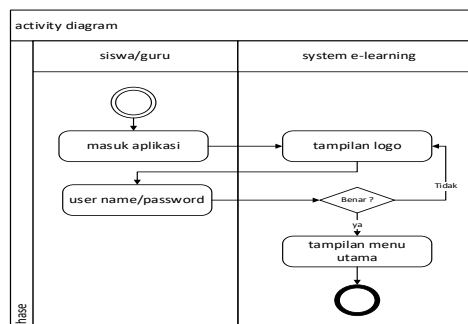 activity diagram
siswa/guru
system e-learning
masuk aplikasi
tampilan logo
Tidak
user name/password
Benar ?
ya
tampilan menu
utama
hase